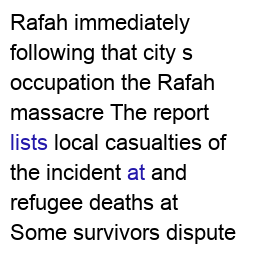 Rafah immediately
following that city s
occupation the Rafah
massacre The report
lists local casualties of
the incident at and
refugee deaths at
Some survivors dispute